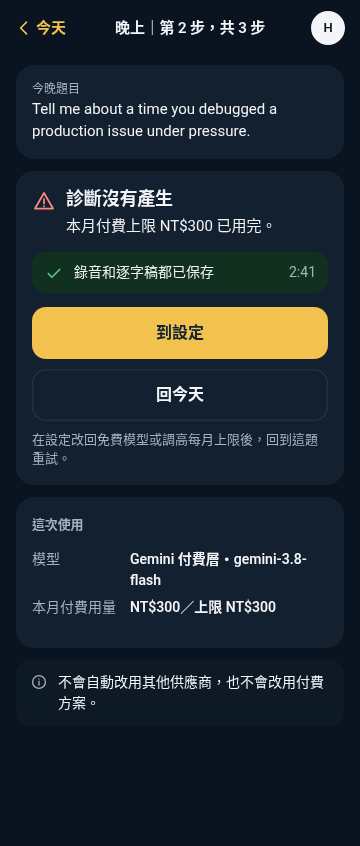 今天
晚上｜第 2 步，共 3 步
H
今晚題目
Tell me about a time you debugged a
production issue under pressure.
診斷沒有產生
本月付費上限 NT$300 已用完。
錄音和逐字稿都已保存
2:41
到設定
回今天
在設定改回免費模型或調高每月上限後，回到這題
重試。
這次使用
模型
Gemini 付費層・gemini-3.8-
flash
本月付費用量
NT$300／上限 NT$300
不會自動改用其他供應商，也不會改用付費
方案。